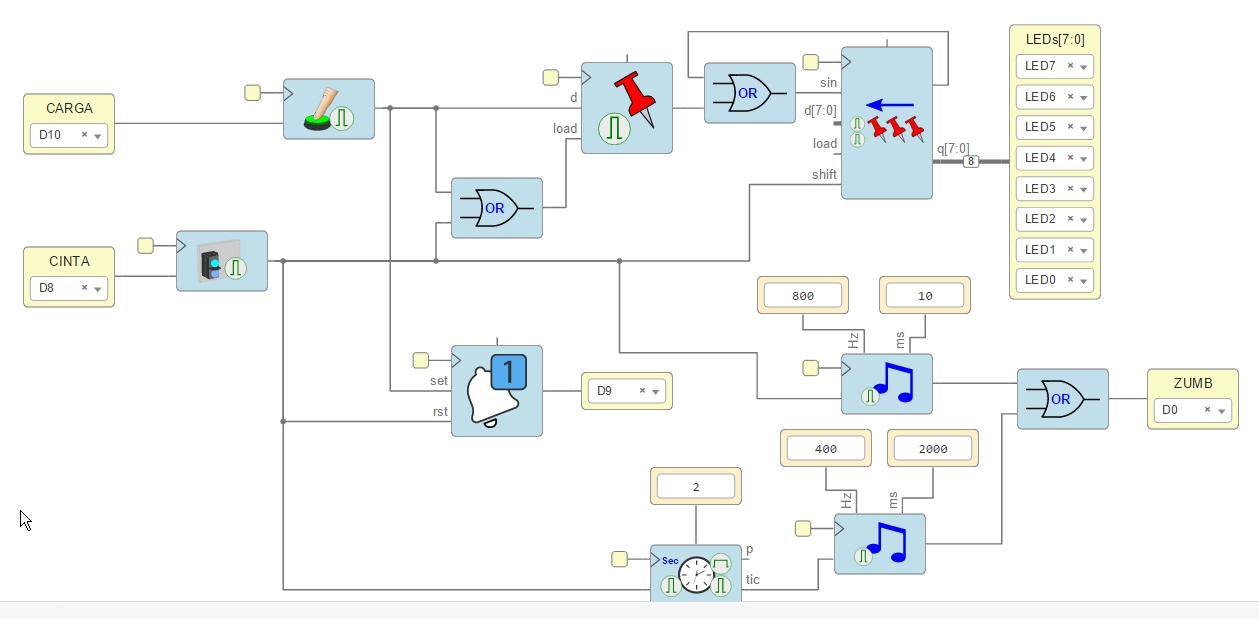 CARGA
D10
d
load
OR
OR
sin
d[7:0]
load
shift
q[7:0]
8
LEDs[7:0]
LED7
LED6
LED5
LED4
LED3
LED2
LED1
LED0
CINTA
D8
set
rst
1
D9
800
10
Hz
ms
OR
ZUMB
D0
400
2000
Hz
ms
2
Sec
p
tic